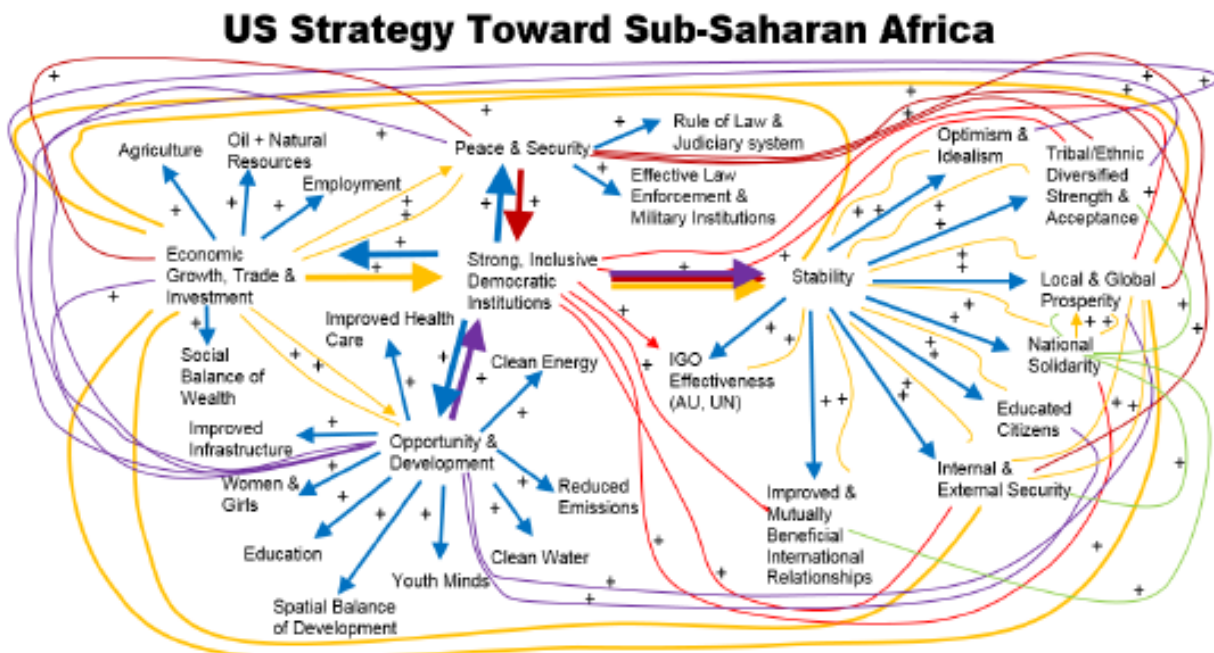 US Strategy Toward Sub-Saharan Africa
Agriculture
Oil + Natural
Resources
Employment
Peace & Security
Rule of Law &
Judiciary system
Effective Law
Enforcement &
Military Institutions
Optimism &
Idealism
Tribal/Ethnic
Diversified
Strength &
Acceptance
Economic
Growth, Trade &
Investment
Strong, Inclusive
Democratic
Institutions
Stability
Local & Global
Prosperity
Improved Health
Care
Social
Balance of
Wealth
Clean Energy
IGO
Effectiveness
(AU, UN)
National
Solidarity
Educated
Citizens
Improved
Infrastructure
Opportunity &
Development
Women &
Girls
Reduced
Emissions
Internal &
External Security
Improved &
Mutually
Beneficial
International
Relationships
Education
Youth Minds
Clean Water
Spatial Balance
of Development